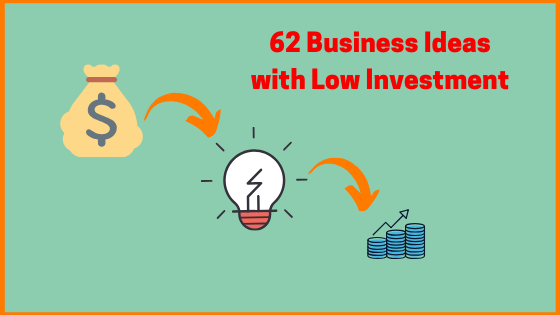 62 Business Ideas
with Low Investment
$